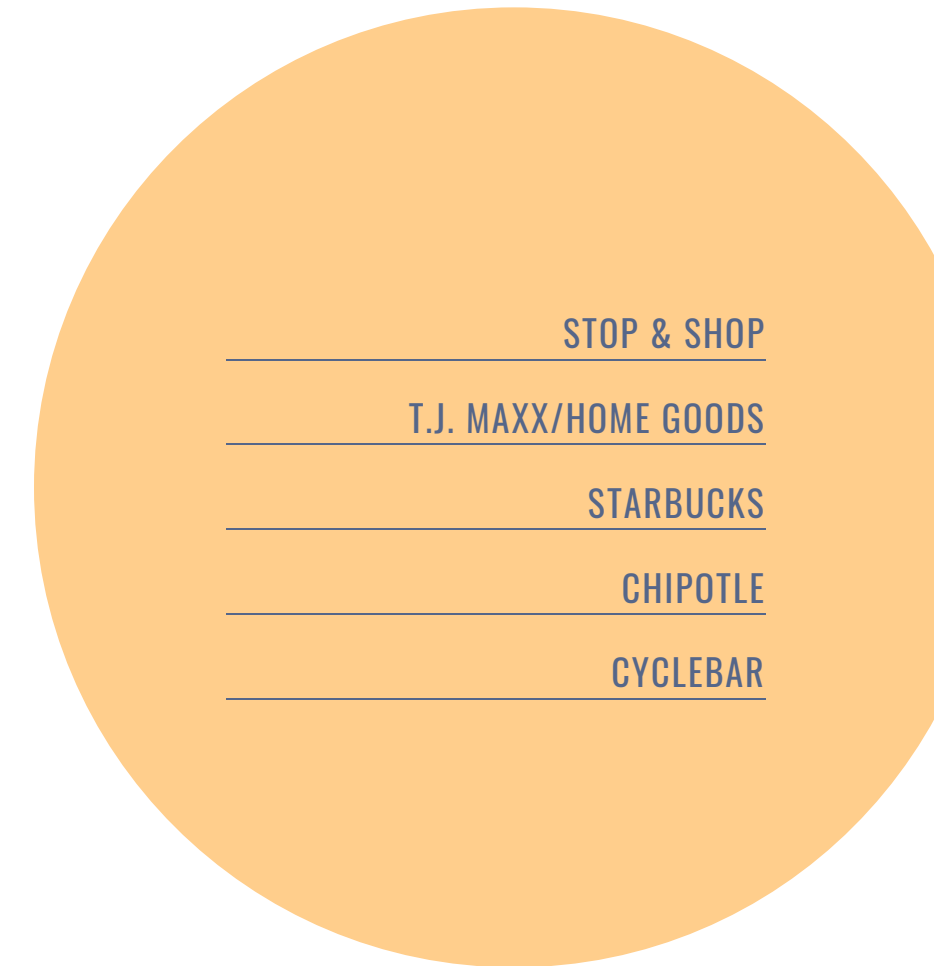 STOP & SHOP
T.J. MAXX/HOME GOODS
STARBUCKS
CHIPOTLE
CYCLEBAR